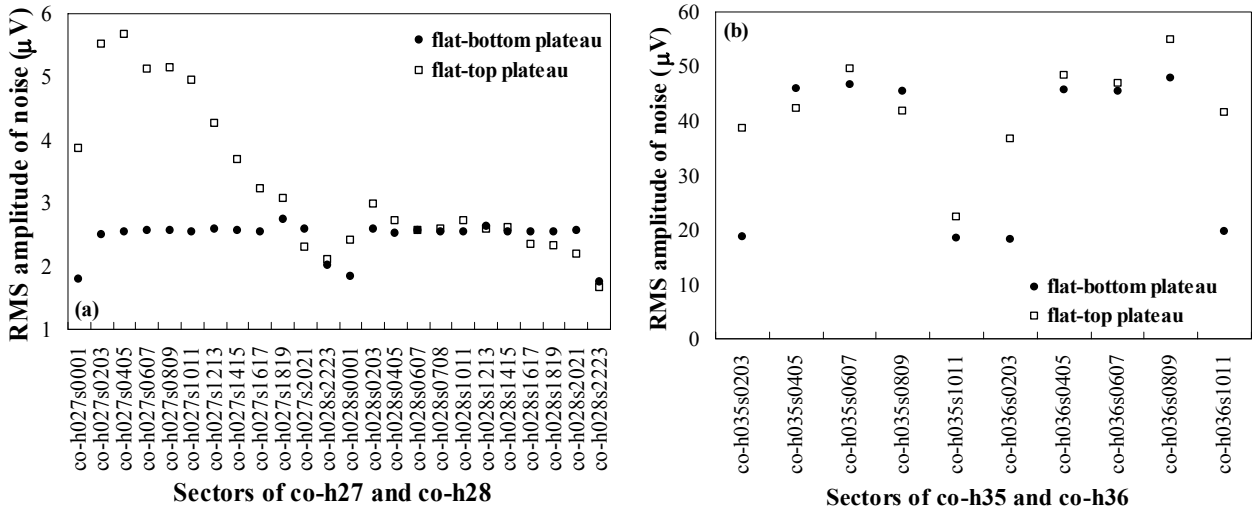 RMS amplitude of noise (μV)
6
5
4
3
2
1
flat-bottom plateau
flat-top plateau
(a)
co-h027s0001
co-h027s0203
co-h027s0405
co-h027s0607
co-h027s0809
co-h027s1011
co-h027s1213
co-h027s1415
co-h027s1617
co-h027s1819
co-h027s2021
co-h028s2223
co-h028s0001
co-h028s0203
co-h028s0405
co-h028s0607
co-h028s0708
co-h028s1011
co-h028s1213
co-h028s1415
co-h028s1617
co-h028s1819
co-h028s2021
co-h028s2223
Sectors of co-h27 and co-h28
RMS amplitude of noise (μV)
60
50
40
30
20
10
0
(b)
flat-bottom plateau
flat-top plateau
co-h035s0203
co-h035s0405
co-h035s0607
co-h035s0809
co-h035s1011
co-h036s0203
co-h036s0405
co-h036s0607
co-h036s0809
co-h036s1011
Sectors of co-h35 and co-h36